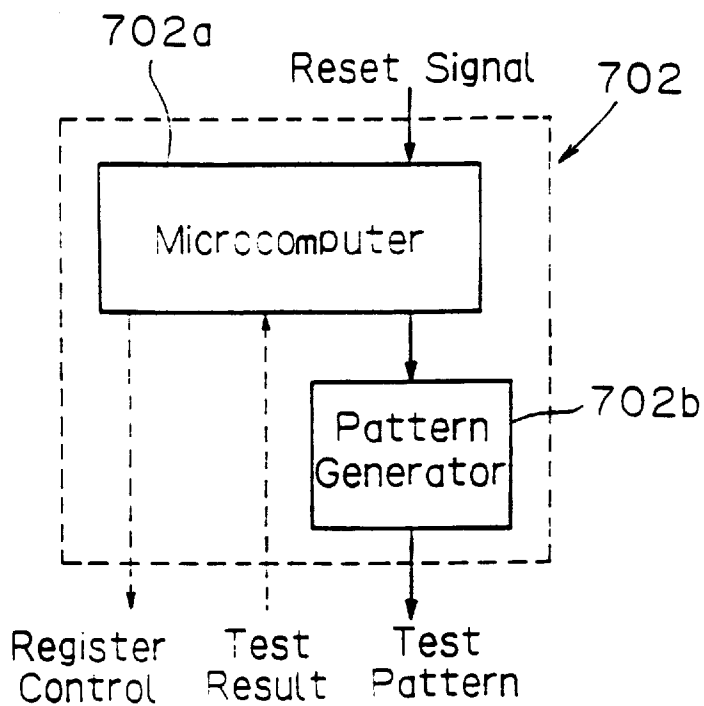 702a
Reset Signal
702
Microcomputer
702b
Pattern
Generator
Register
Control
Test
Result
Test
Pattern